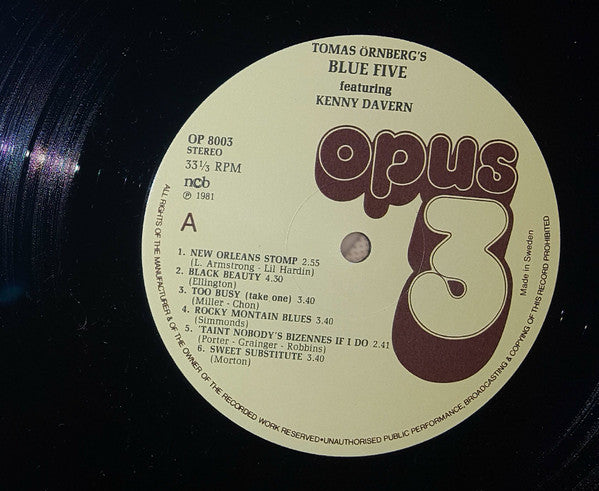 TOMAS ÖRNBERG'S
BLUE FIVE
featuring
KENNY DAVERN
opus
3
OP 8003
STEREO
33⅓ RPM
ncb
℗ 1981
A
1. NEW ORLEANS STOMP 2.55
(L. Armstrong - Lil Hardin)
2. BLACK BEAUTY 4.30
(Ellington)
3. TOO BUSY (take one) 3.40
(Miller - Chon)
4. ROCKY MONTAIN BLUES 3.40
(Simmonds)
5. 'TAINT NOBODY'S BIZENNES IF I DO 2.41
(Porter - Grainger - Robbins)
6. SWEET SUBSTITUTE 3.40
(Morton)
Made in Sweden
ALL RIGHTS OF THE MANUFACTURER & OF THE OWNER OF THE RECORDED WORK RESERVED•UNAUTHORISED PUBLIC PERFORMANCE, BROADCASTING & COPYING OF THIS RECORD PROHIBITED